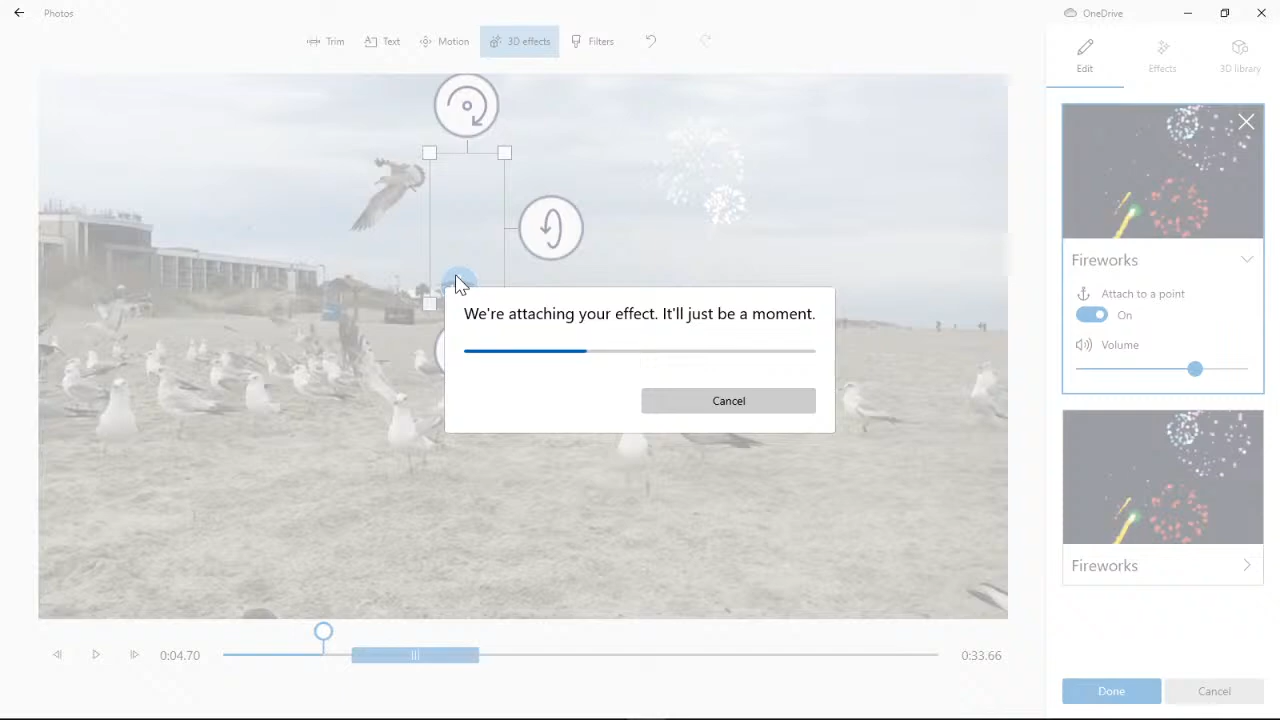 Photos
OneDrive
Trim
Text
Motion
3D effects
Filters
Edit
Effects
3D library
Fireworks
Attach to a point
On
Volume
We're attaching your effect. It'll just be a moment.
Cancel
Fireworks
0:04.70
0:33.66
Done
Cancel